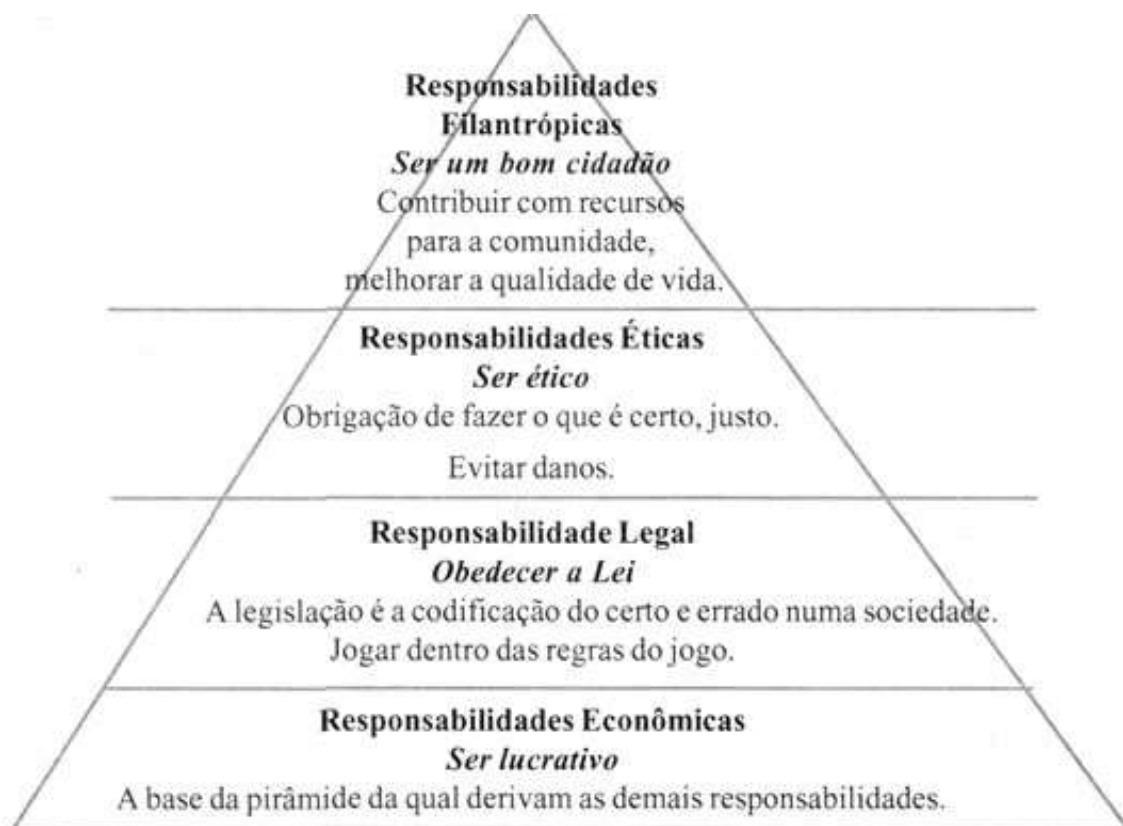 Responsabilidades
Filantrópicas
Ser um bom cidadão
Contribuir com recursos
para a comunidade,
melhorar a qualidade de vida.
Responsabilidades Éticas
Ser ético
Obrigação de fazer o que é certo, justo.
Evitar danos.
Responsabilidade Legal
Obedecer a Lei
A legislação é a codificação do certo e errado numa sociedade.
Jogar dentro das regras do jogo.
Responsabilidades Econômicas
Ser lucrativo
A base da pirâmide da qual derivam as demais responsabilidades.